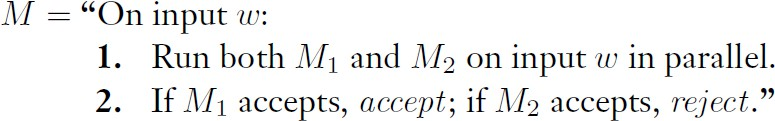 M = “On input w:
1. Run both M₁ and M₂ on input w in parallel.
2. If M₁ accepts, accept; if M₂ accepts, reject.”